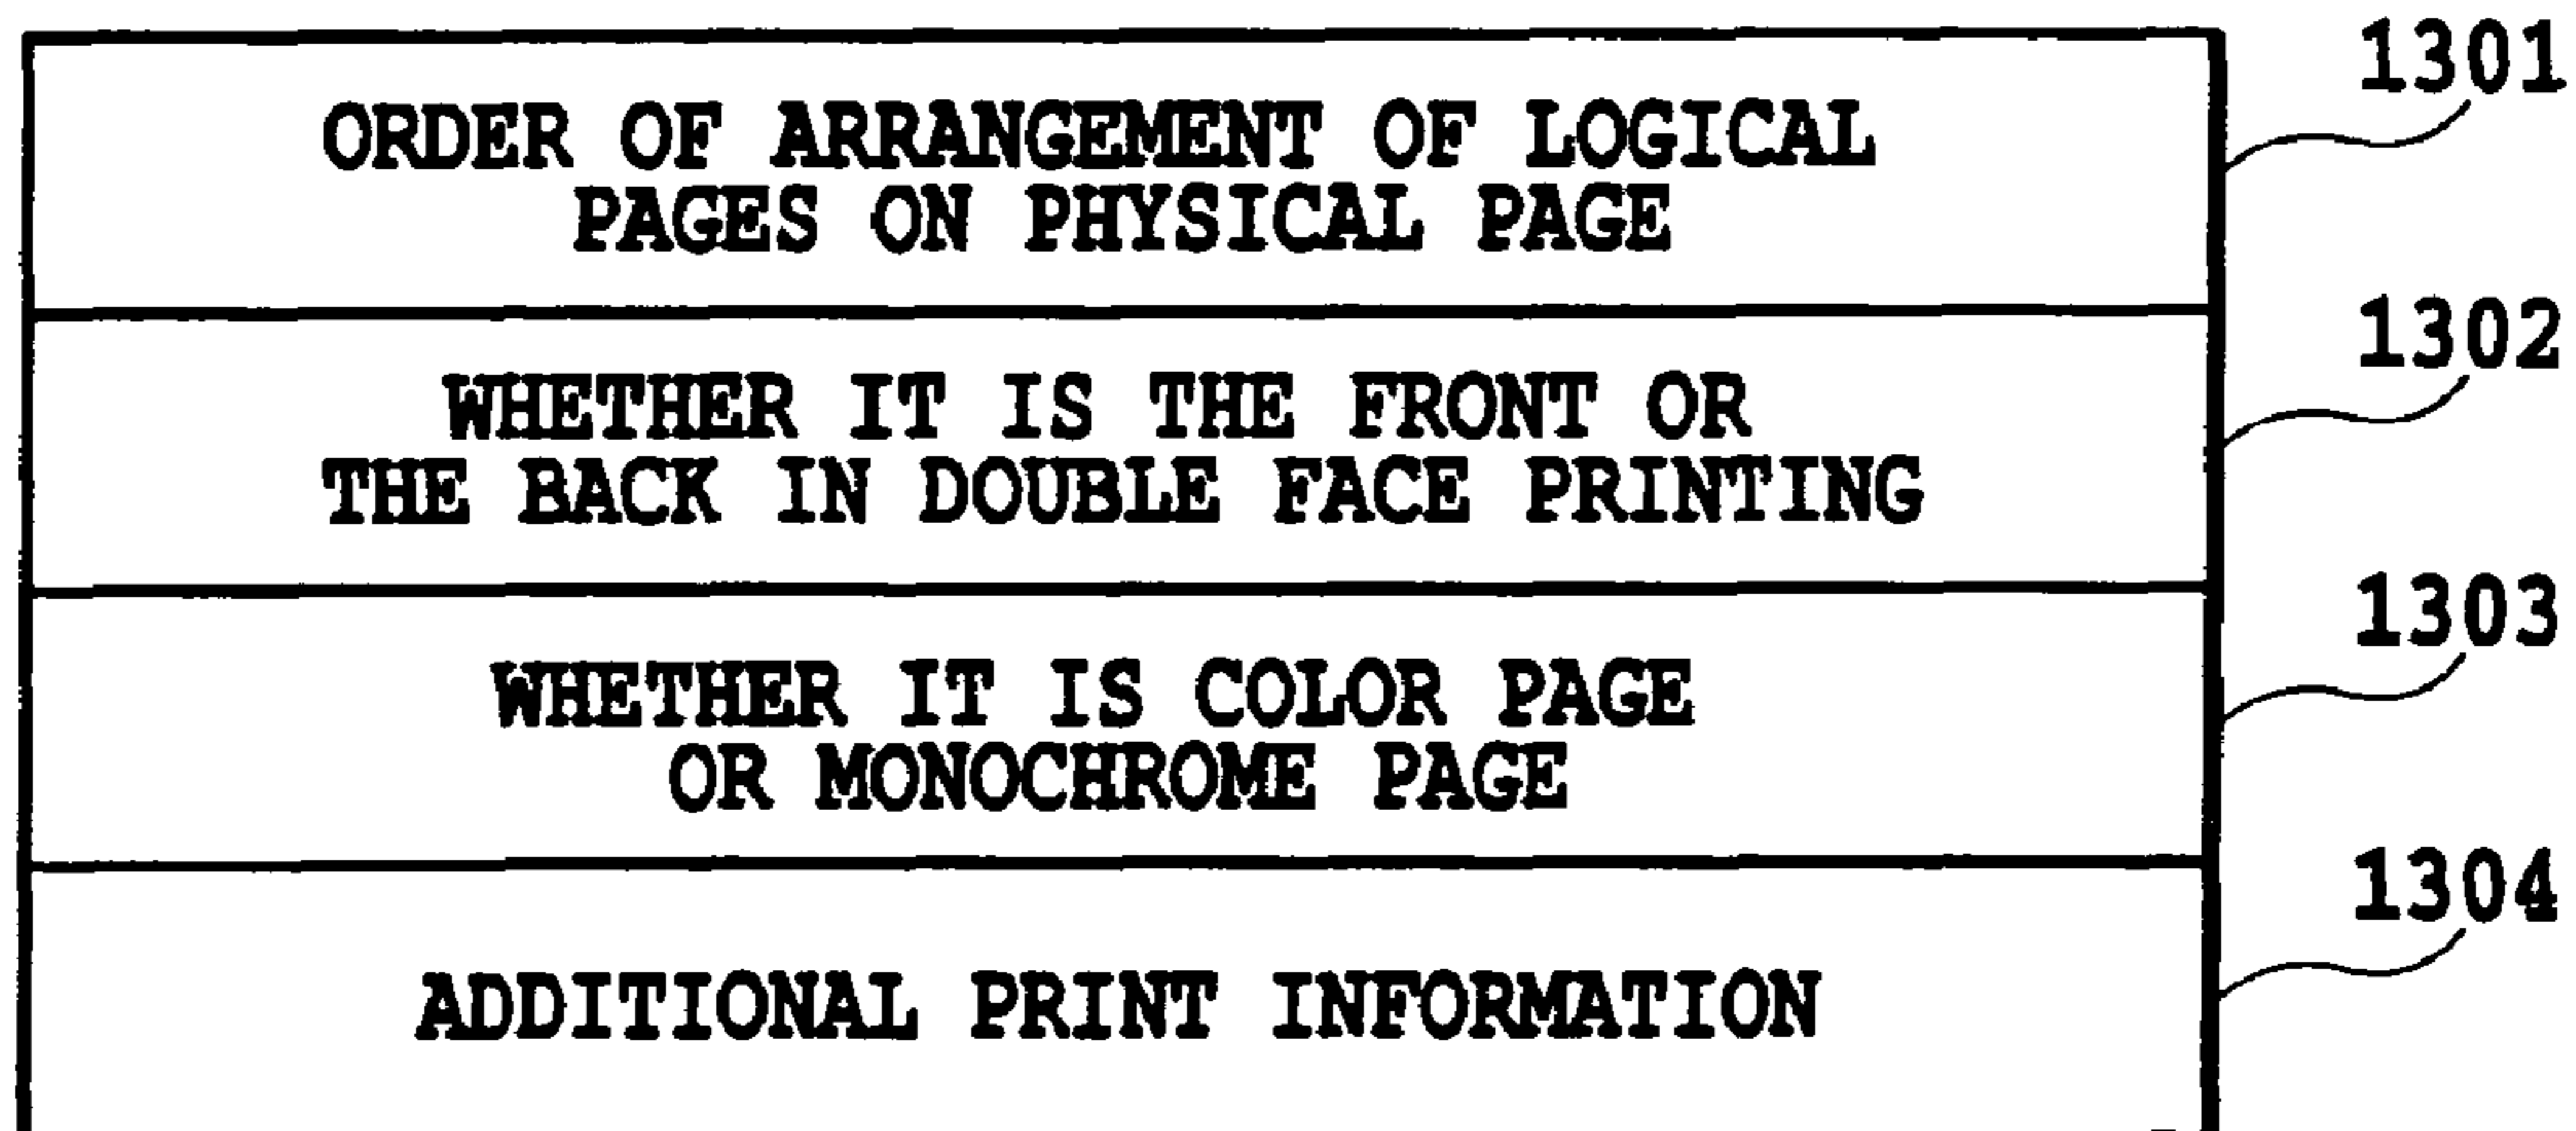 1301
ORDER OF ARRANGEMENT OF LOGICAL
PAGES ON PHYSICAL PAGE
1302
WHETHER IT IS THE FRONT OR
THE BACK IN DOUBLE FACE PRINTING
1303
WHETHER IT IS COLOR PAGE
OR MONOCHROME PAGE
1304
ADDITIONAL PRINT INFORMATION